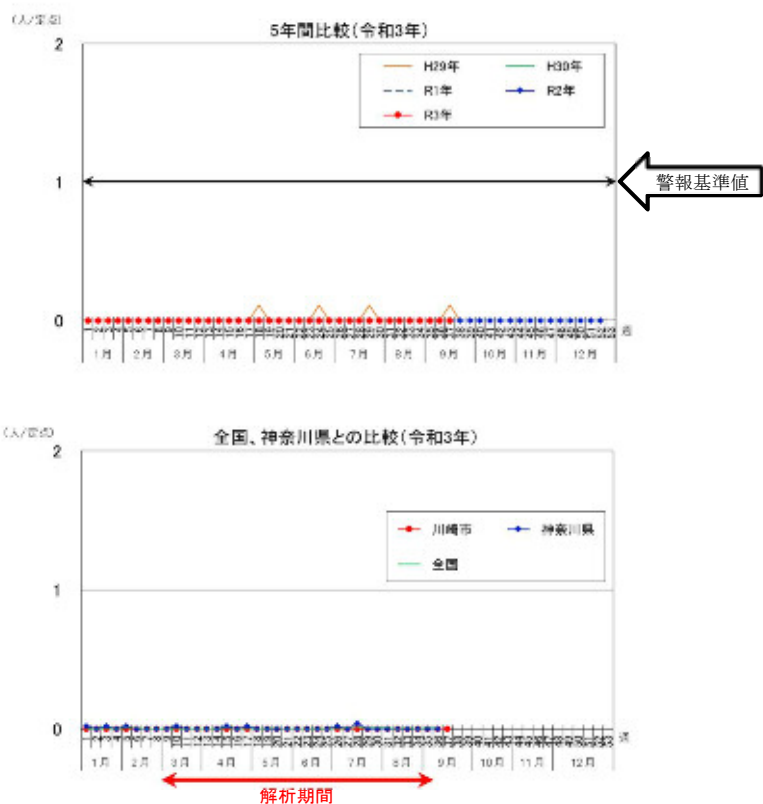 (人/定点)
5年間比較(令和3年)
2
H29年
H30年
R1年
R2年
R3年
1
警報基準値
0
週
1月 2月 3月 4月 5月 6月 7月 8月 9月 10月 11月 12月
(人/定点)
全国、神奈川県との比較(令和3年)
2
川崎市
神奈川県
全国
1
0
週
1月 2月 3月 4月 5月 6月 7月 8月 9月 10月 11月 12月
解析期間